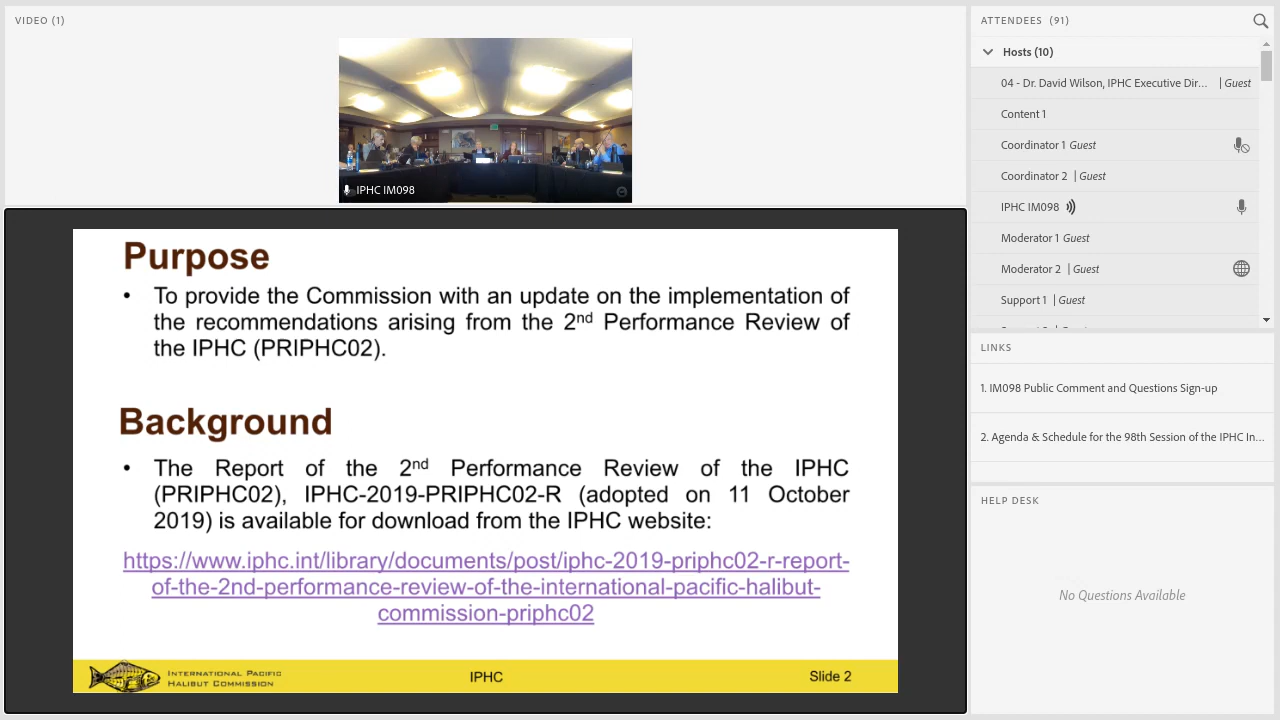 VIDEO (1)
IPHC IM098
Purpose
• To provide the Commission with an update on the implementation of
the recommendations arising from the 2nd Performance Review of
the IPHC (PRIPHC02).
Background
• The Report of the 2nd Performance Review of the IPHC
(PRIPHC02), IPHC-2019-PRIPHC02-R (adopted on 11 October
2019) is available for download from the IPHC website:
https://www.iphc.int/library/documents/post/iphc-2019-priphc02-r-report-
of-the-2nd-performance-review-of-the-international-pacific-halibut-
commission-priphc02
INTERNATIONAL PACIFIC
HALIBUT COMMISSION
IPHC
Slide 2
ATTENDEES (91)
Hosts (10)
04 - Dr. David Wilson, IPHC Executive Dir... | Guest
Content 1
Coordinator 1 Guest
Coordinator 2 | Guest
IPHC IM098
Moderator 1 Guest
Moderator 2 | Guest
Support 1 | Guest
LINKS
1. IM098 Public Comment and Questions Sign-up
2. Agenda & Schedule for the 98th Session of the IPHC In...
HELP DESK
No Questions Available